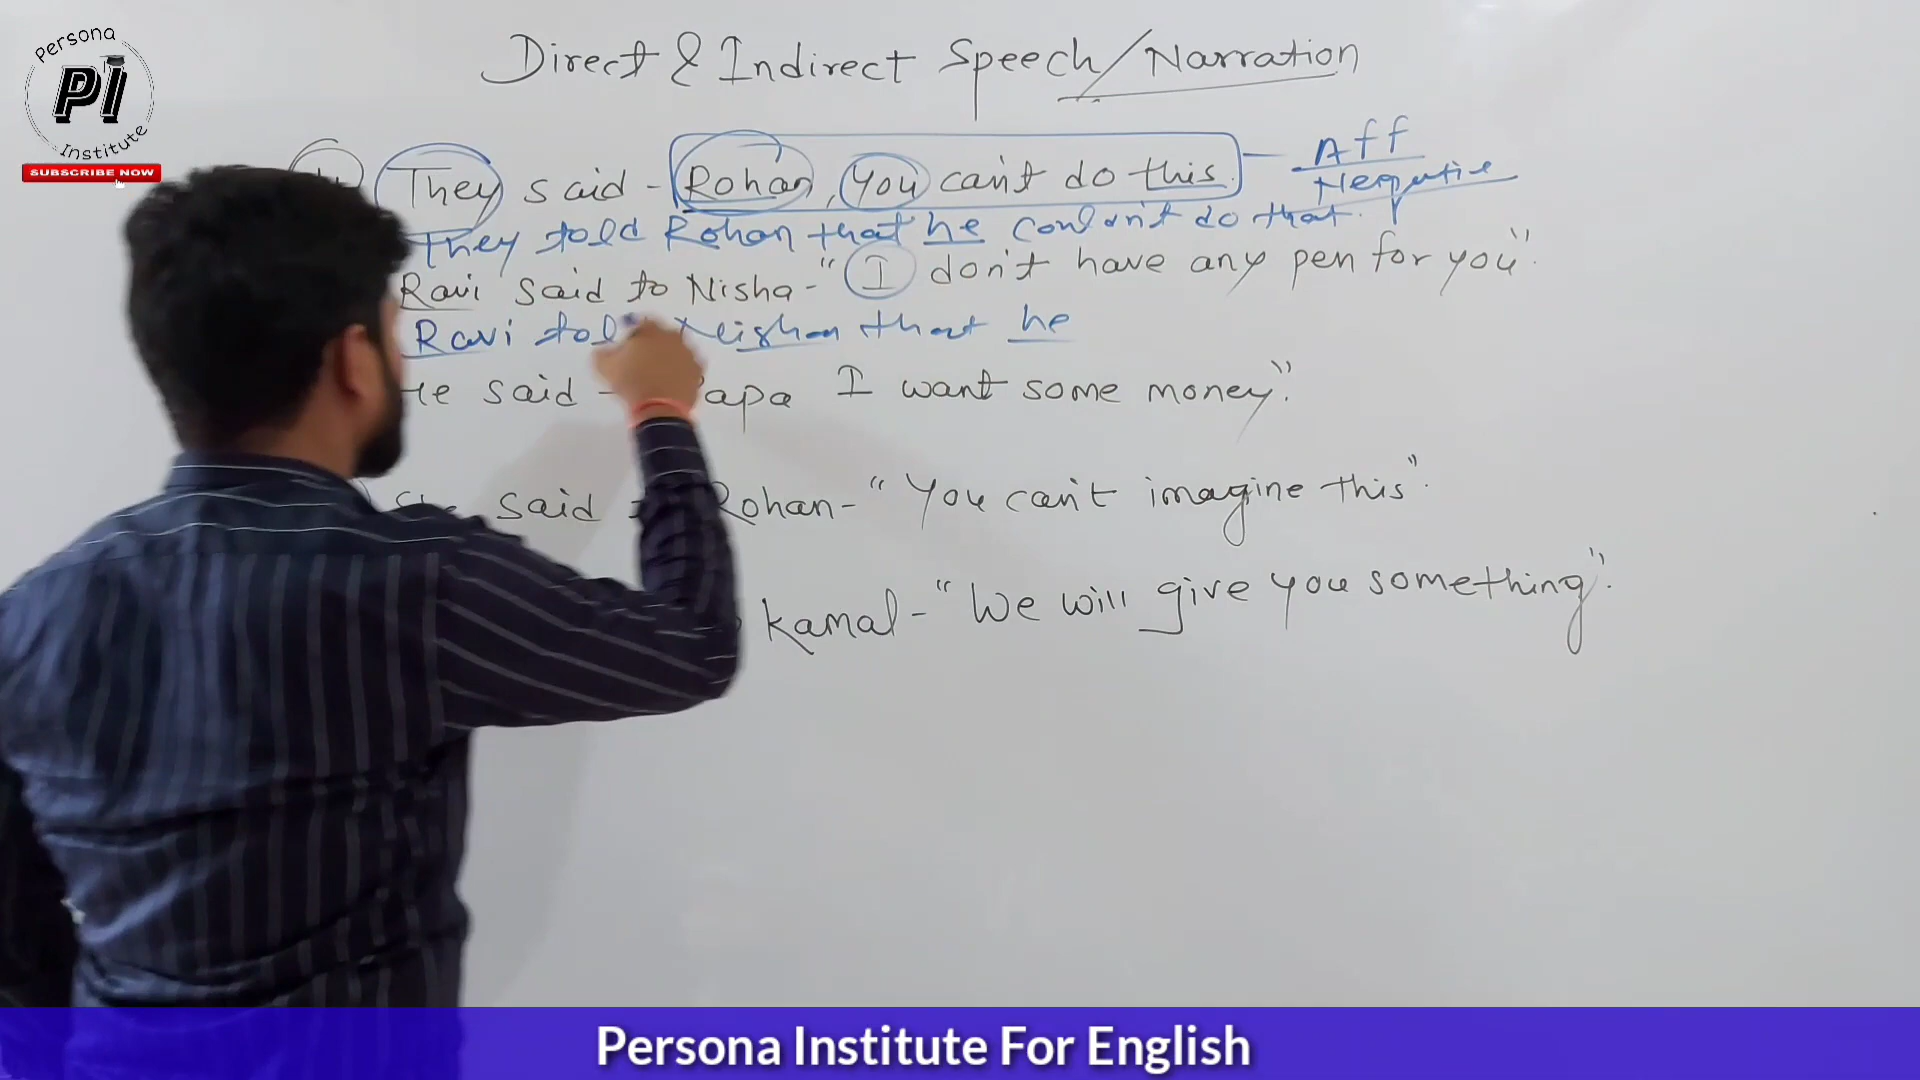 Persona
PI
Institute
SUBSCRIBE NOW
Direct & Indirect Speech/Narration
They said - Rohan, You can't do this. - Aff
Negative
They told Rohan that he couldn't do that.
Ravi said to Nisha - "I don't have any pen for you".
Ravi told Nisha that he
He said - Papa I want some money".
She said Rohan - "You can't imagine this".
Kamal - "We will give you something".
Persona Institute For English